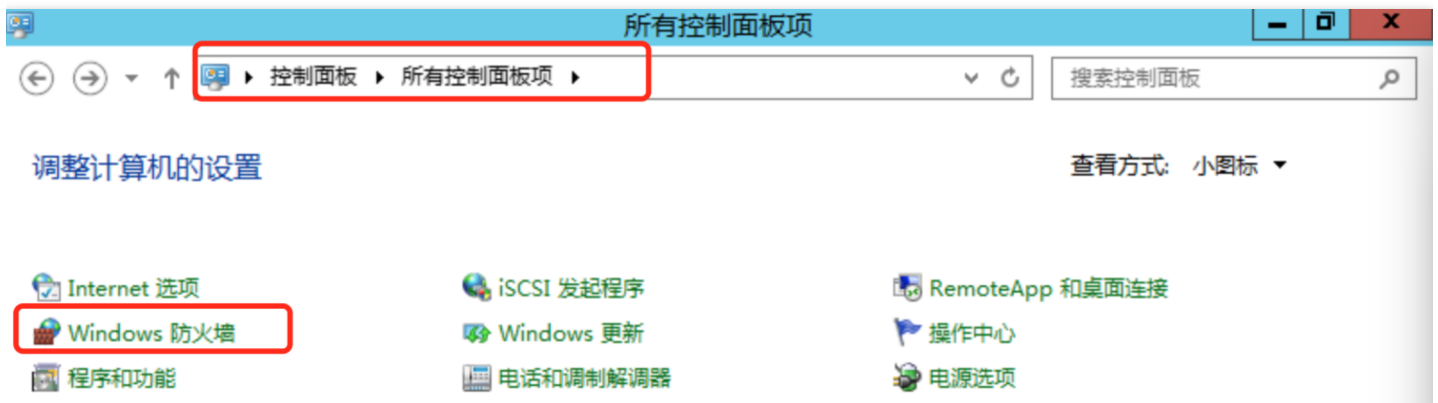 所有控制面板项
控制面板 所有控制面板项 搜索控制面板
调整计算机的设置 查看方式: 小图标
Internet 选项 iSCSI 发起程序 RemoteApp 和桌面连接
Windows 防火墙 Windows 更新 操作中心
程序和功能 电话和调制解调器 电源选项